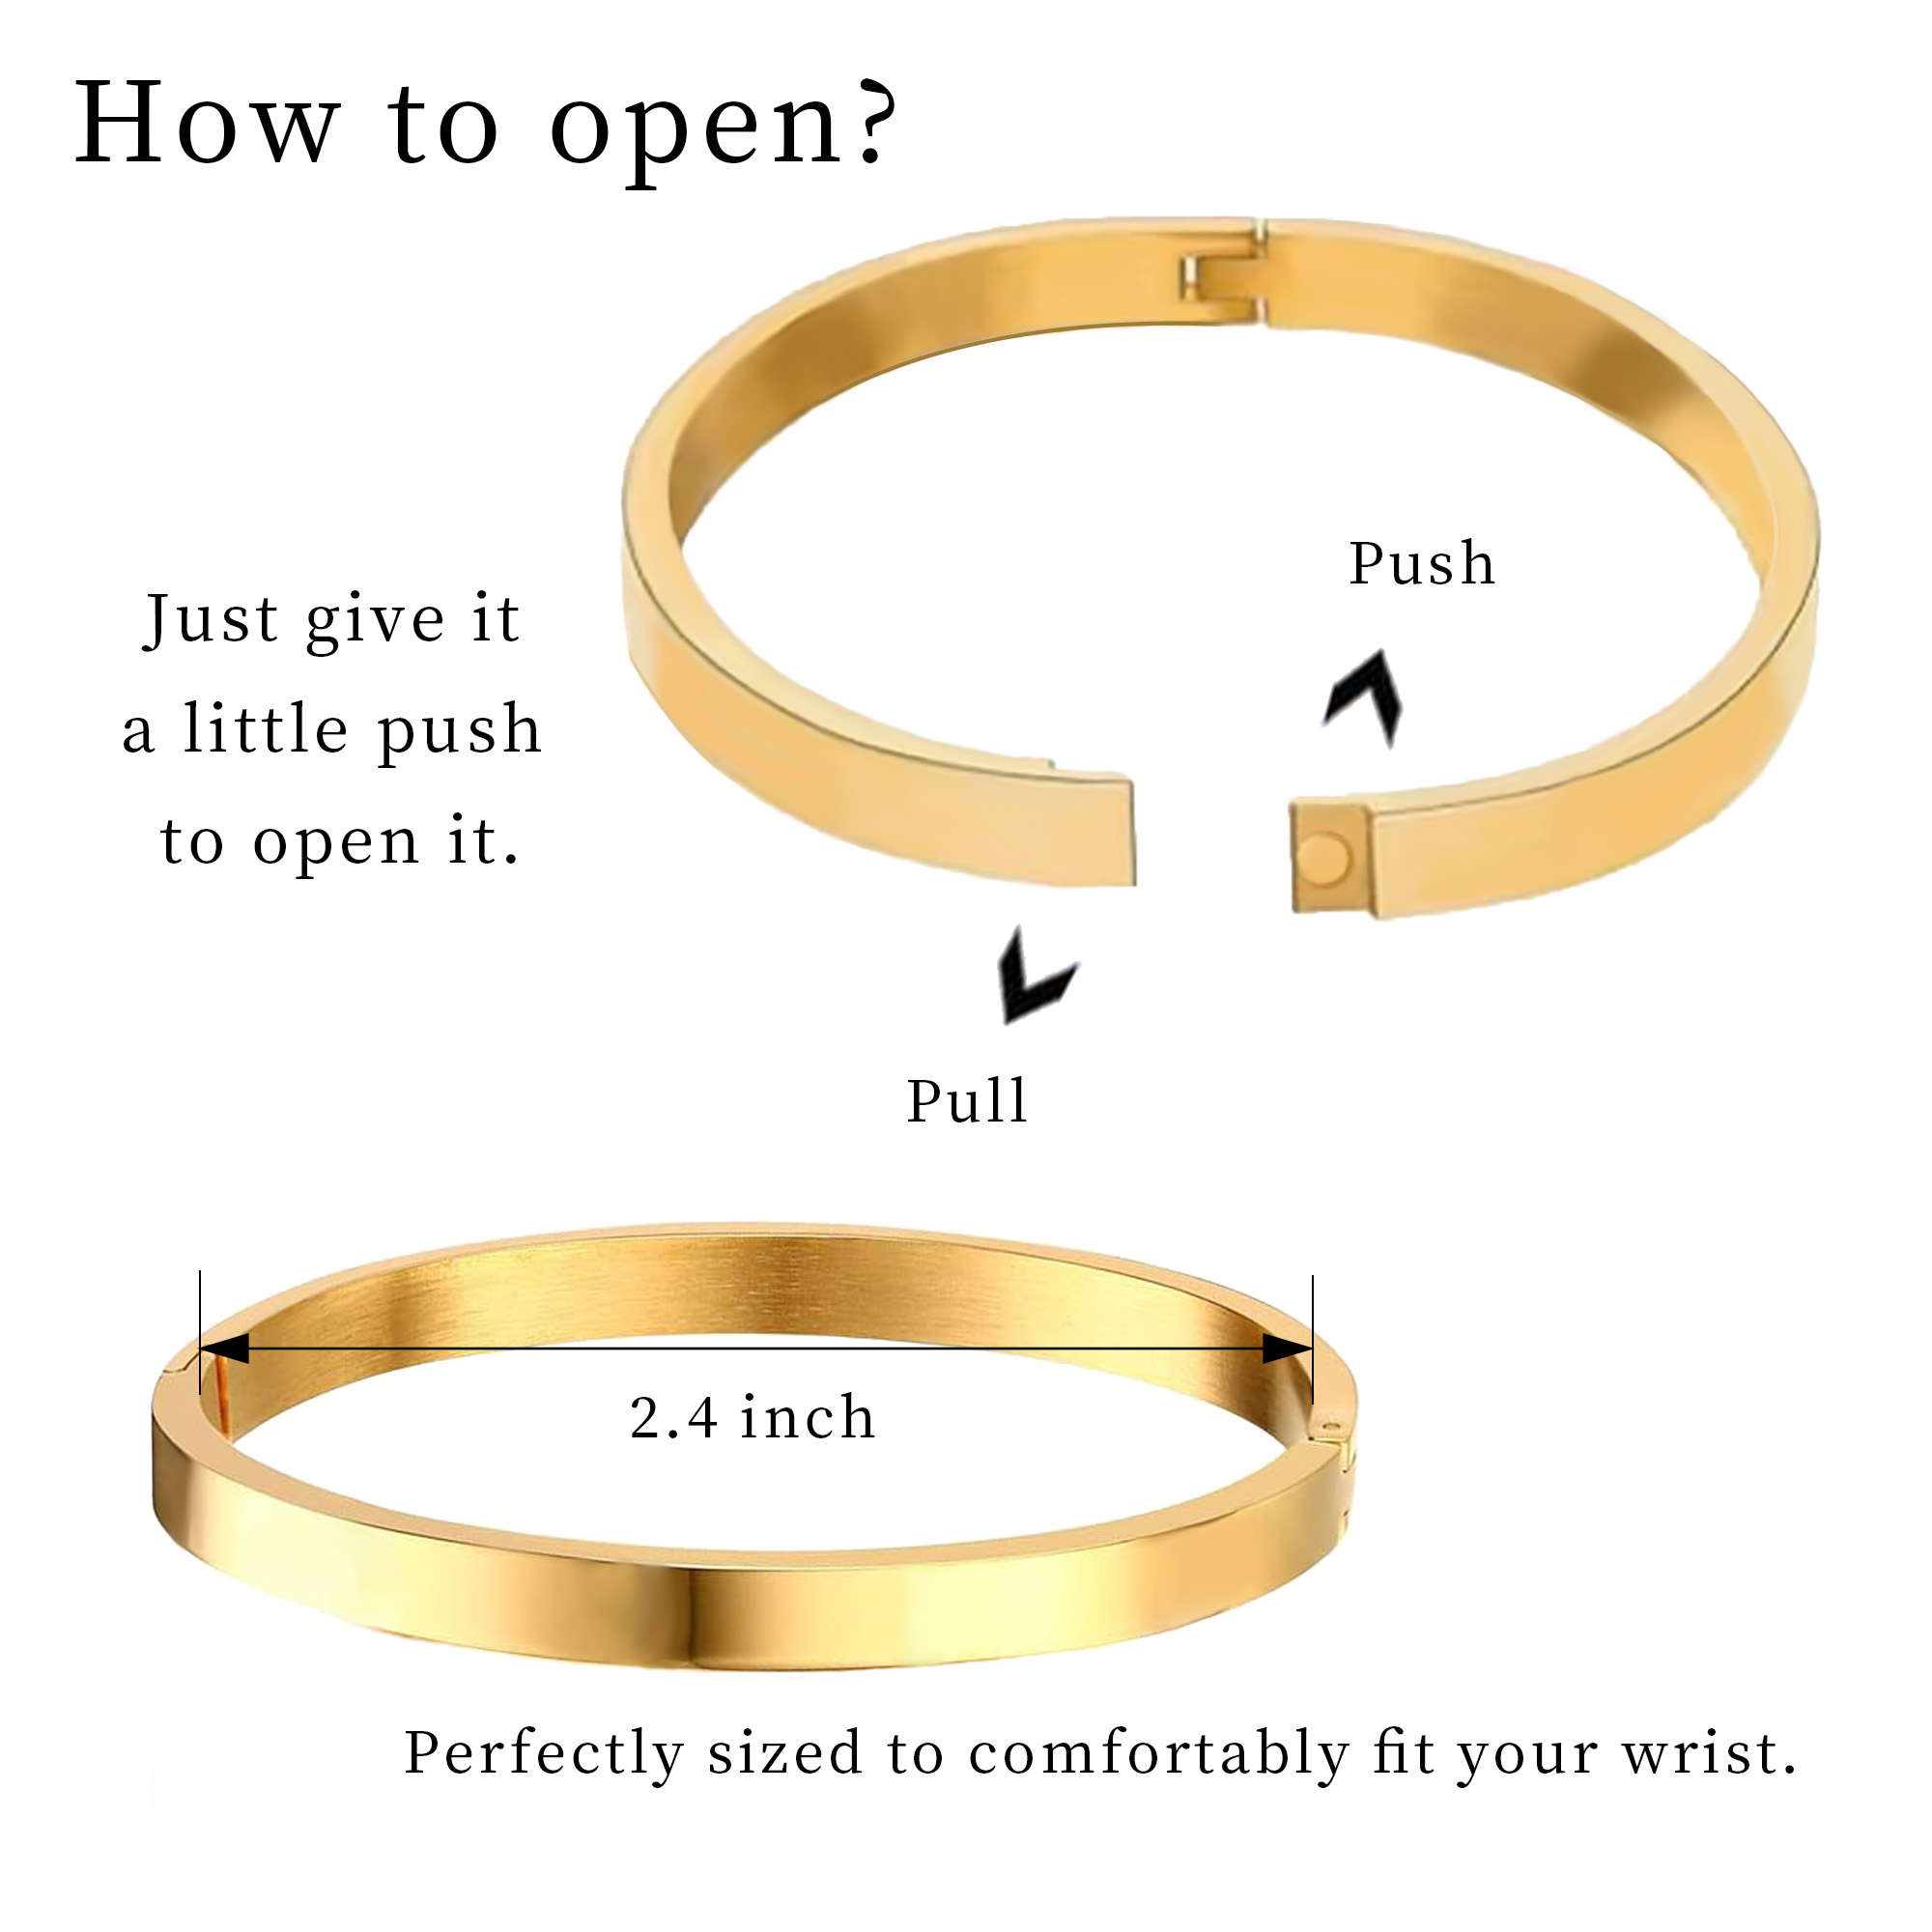 How to open?
Push
Just give it
a little push
to open it.
Pull
2.4 inch
Perfectly sized to comfortably fit your wrist.